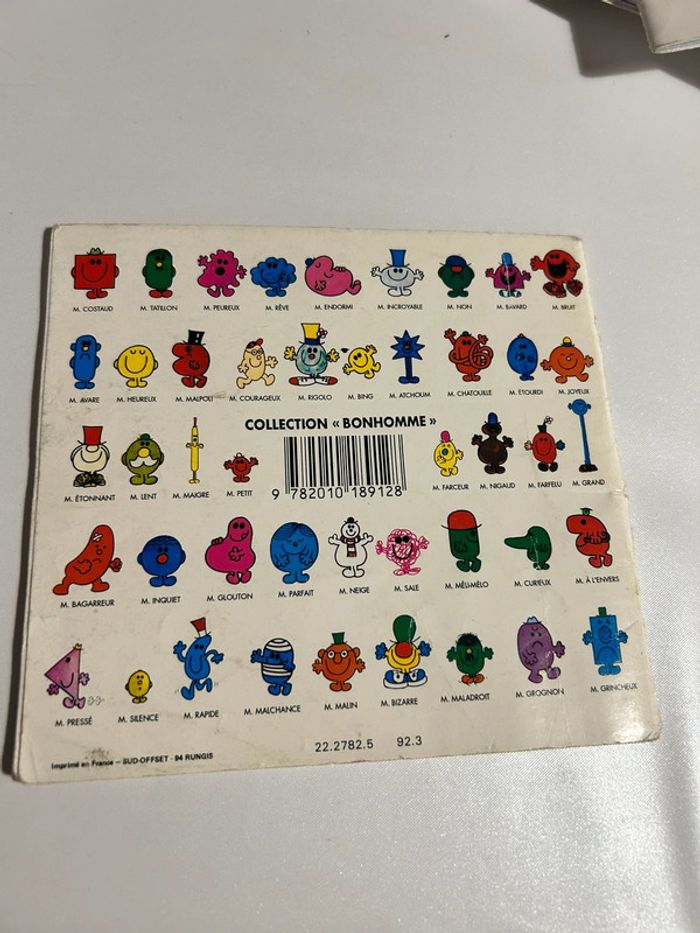 M. COSTAUD M. TATILLON M. PEUREUX M. RÊVE M. ENDORMI M. INCROYABLE M. NON M. BAVARD M. BRUIT
M. AVARE M. HEUREUX M. MALPOLI M. COURAGEUX M. RIGOLO M. BING M. ATCHOUM M. CHATOUILLE M. ÉTOURDI M. JOYEUX
COLLECTION « BONHOMME »
M. ÉTONNANT M. LENT M. MAIGRE M. PETIT M. FARCEUR M. NIGAUD M. FARFELU M. GRAND
9 782010 189128
M. BAGARREUR M. INQUIET M. GLOUTON M. PARFAIT M. NEIGE M. SALE M. MÉLI-MÉLO M. CURIEUX M. À L'ENVERS
M. PRESSÉ M. SILENCE M. RAPIDE M. MALCHANCE M. MALIN M. BIZARRE M. MALADROIT M. GROGNON M. GRINCHEUX
22.2782.5 92.3
Imprimé en France – SUD-OFFSET - 94 RUNGIS